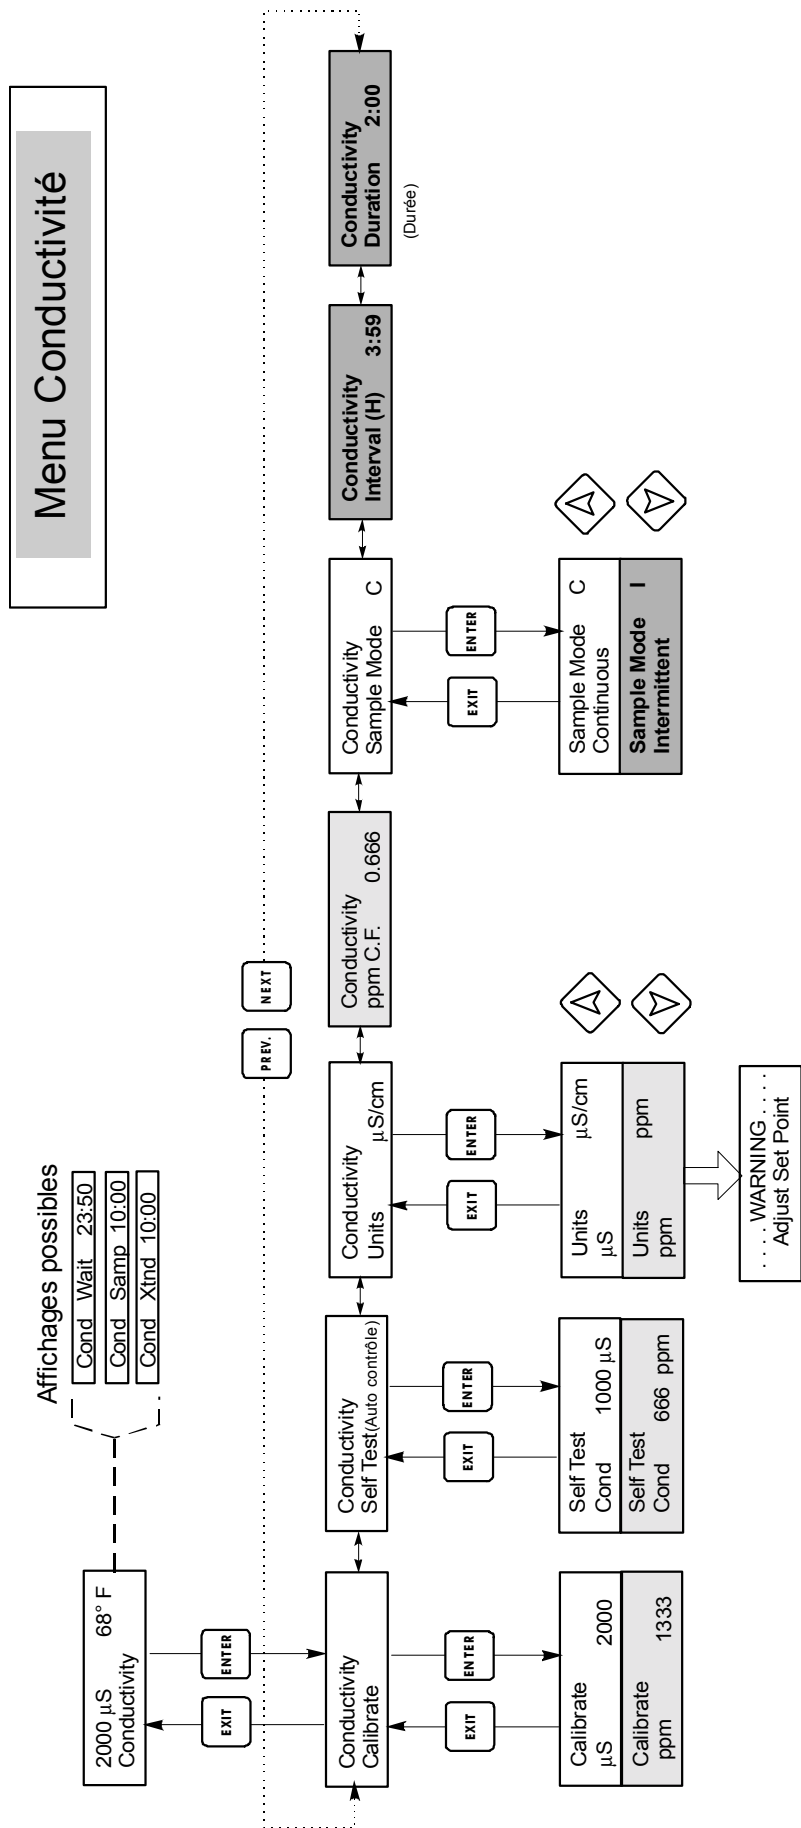 Menu Conductivité
Affichages possibles
Cond Wait 23:50
Cond Samp 10:00
Cond Xtnd 10:00
2000 µS 68° F
Conductivity
EXIT
ENTER
PREV.
NEXT
Conductivity
Calibrate
Conductivity
Self Test(Auto contrôle)
Conductivity
Units µS/cm
Conductivity
ppm C.F. 0.666
Conductivity
Sample Mode C
Conductivity
Interval (H) 3:59
Conductivity
Duration 2:00
(Durée)
EXIT
ENTER
EXIT
ENTER
EXIT
ENTER
EXIT
ENTER
Calibrate
µS 2000
Calibrate
ppm 1333
Self Test
Cond 1000 µS
Self Test
Cond 666 ppm
Units µS/cm
µS
Units ppm
ppm
Sample Mode C
Continuous
Sample Mode I
Intermittent
. . . . WARNING . . . .
Adjust Set Point